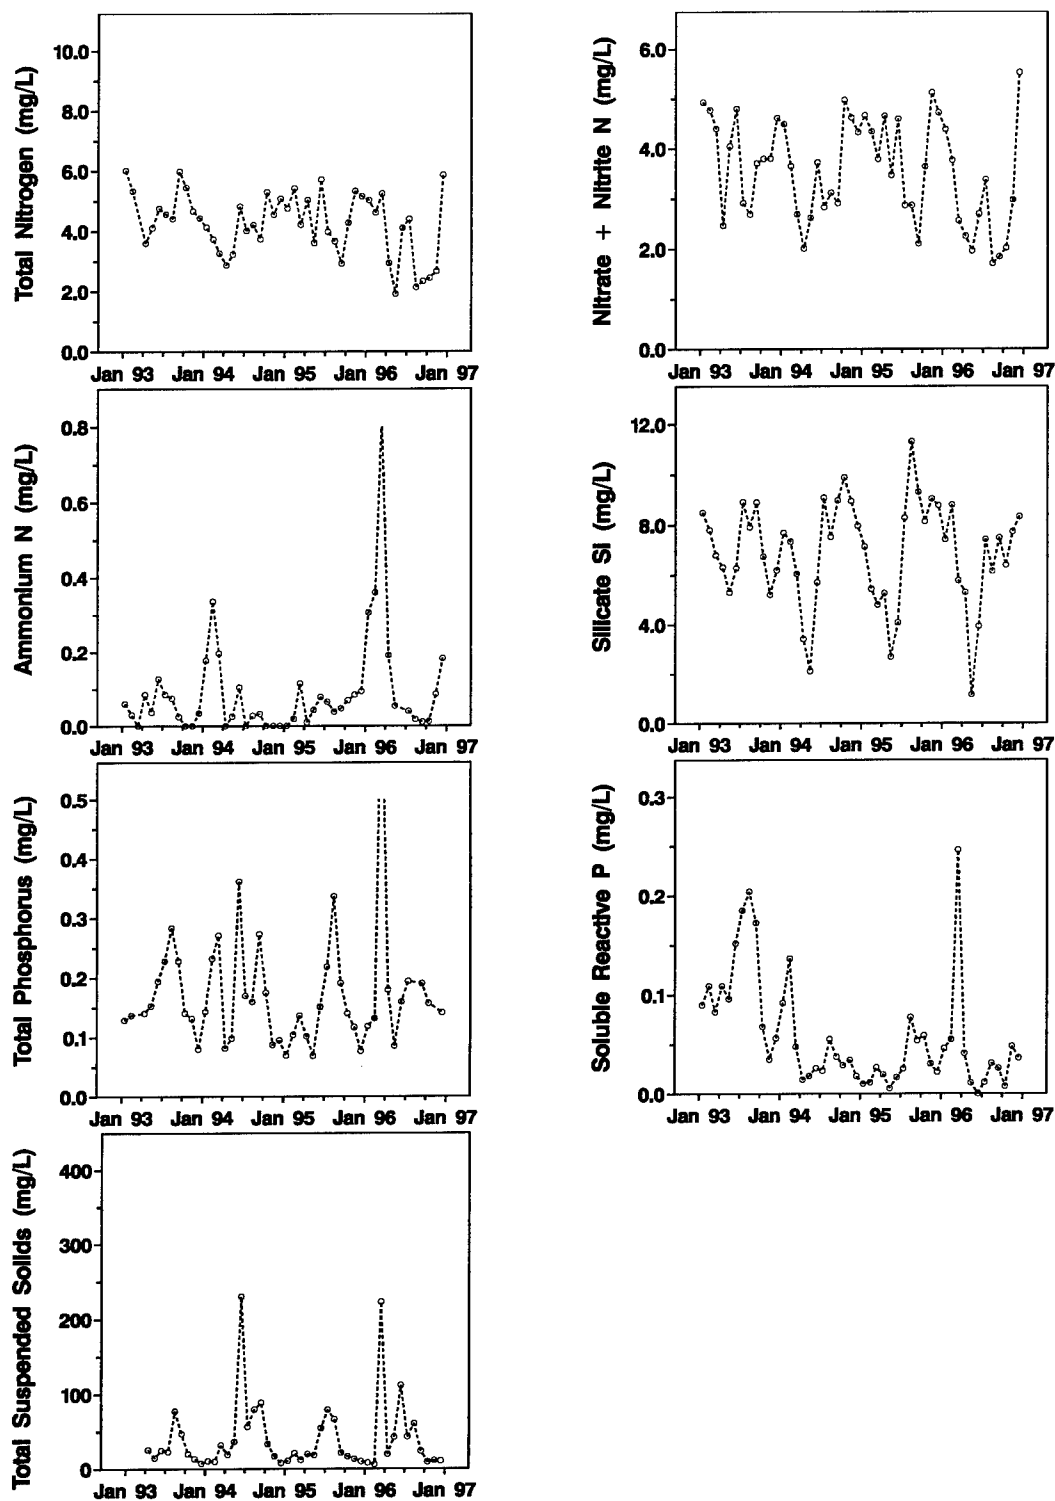 Total Nitrogen (mg/L)
10.0
8.0
6.0
4.0
2.0
0.0
Jan 93 Jan 94 Jan 95 Jan 96 Jan 97
Nitrate + Nitrite N (mg/L)
6.0
4.0
2.0
0.0
Jan 93 Jan 94 Jan 95 Jan 96 Jan 97
Ammonium N (mg/L)
0.8
0.6
0.4
0.2
0.0
Jan 93 Jan 94 Jan 95 Jan 96 Jan 97
Silicate Si (mg/L)
12.0
8.0
4.0
0.0
Jan 93 Jan 94 Jan 95 Jan 96 Jan 97
Total Phosphorus (mg/L)
0.5
0.4
0.3
0.2
0.1
0.0
Jan 93 Jan 94 Jan 95 Jan 96 Jan 97
Soluble Reactive P (mg/L)
0.3
0.2
0.1
0.0
Jan 93 Jan 94 Jan 95 Jan 96 Jan 97
Total Suspended Solids (mg/L)
400
300
200
100
0
Jan 93 Jan 94 Jan 95 Jan 96 Jan 97